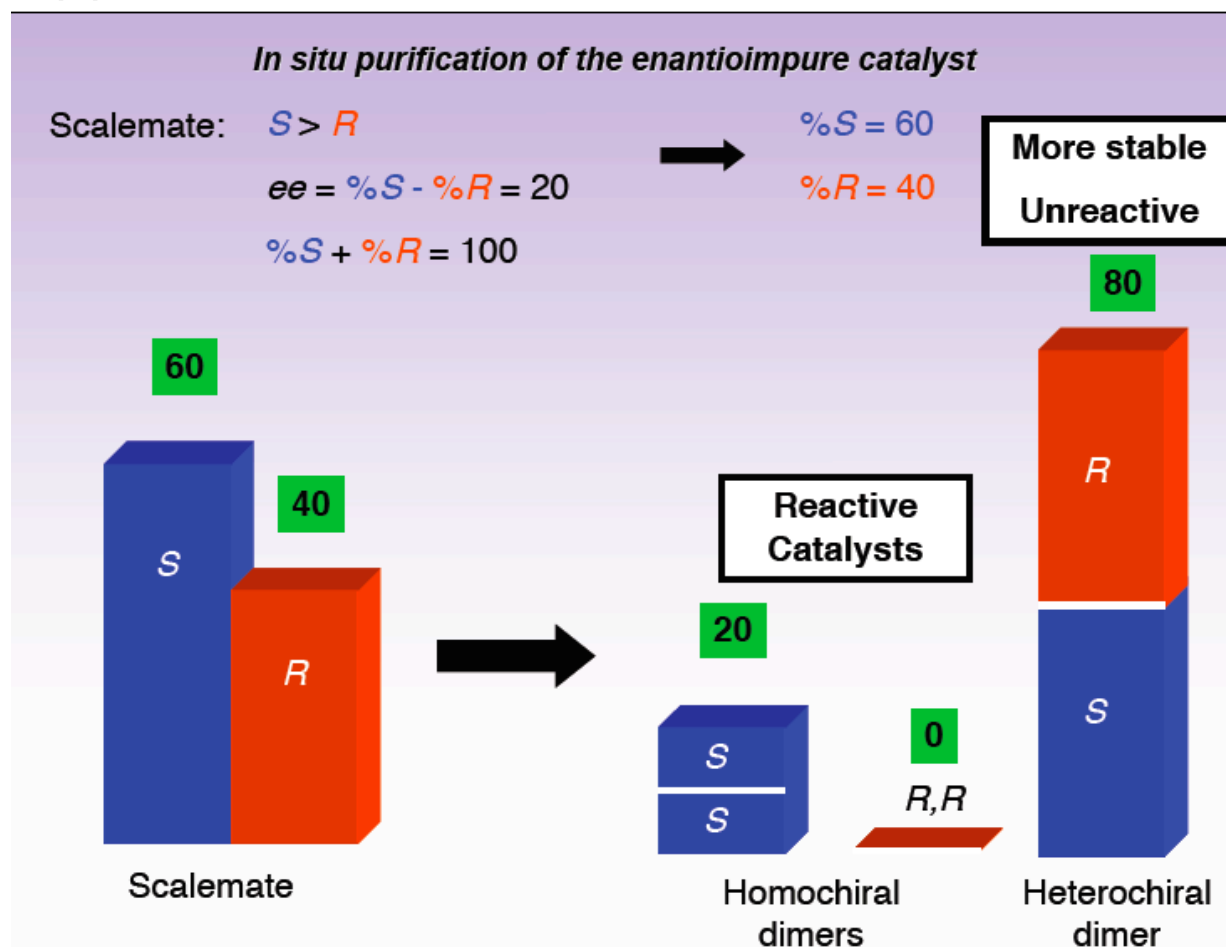 In situ purification of the enantioimpure catalyst
Scalemate: S > R
%S = 60
ee = %S - %R = 20
%R = 40
%S + %R = 100
More stable
Unreactive
80
60
40
S
R
Reactive
Catalysts
20
S
S
0
R,R
R
S
Scalemate
Homochiral
dimers
Heterochiral
dimer